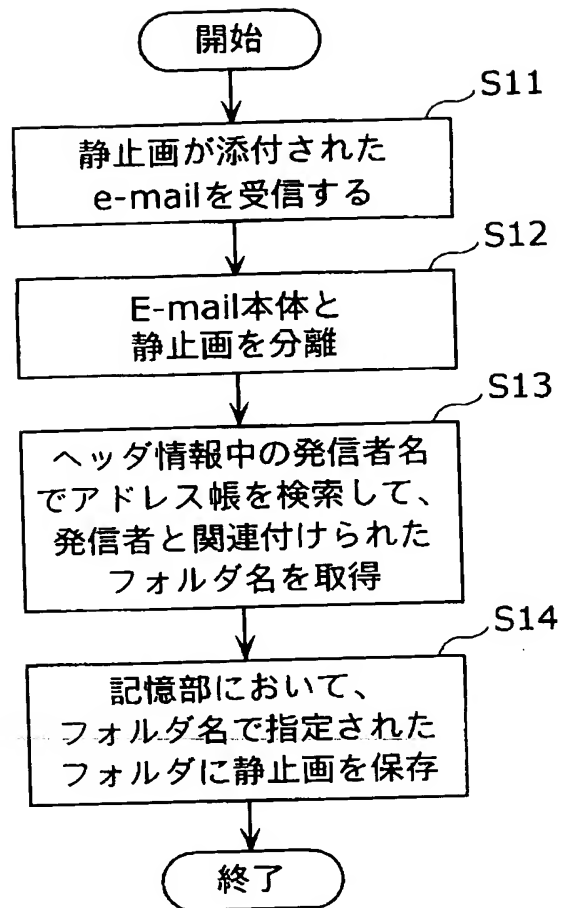 開始
S11
静止画が添付された
e-mailを受信する
S12
E-mail本体と
静止画を分離
S13
ヘッダ情報中の発信者名
でアドレス帳を検索して、
発信者と関連付けられた
フォルダ名を取得
S14
記憶部において、
フォルダ名で指定された
フォルダに静止画を保存
終了